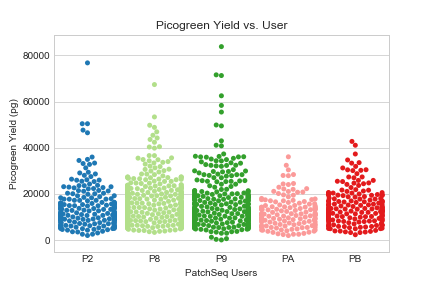 Picogreen Yield vs. User
Picogreen Yield (pg)
80000
60000
40000
20000
0
P2 P8 P9 PA PB
PatchSeq Users